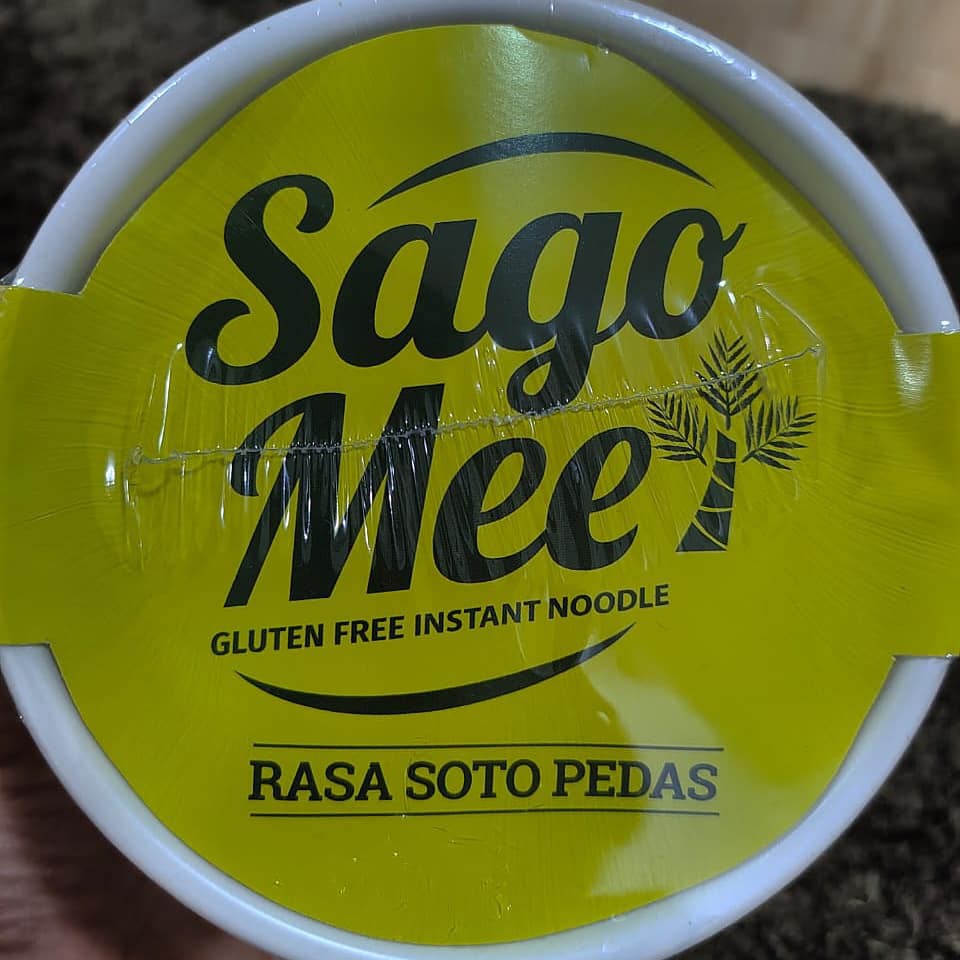 Sago
Mee
GLUTEN FREE INSTANT NOODLE
RASA SOTO PEDAS